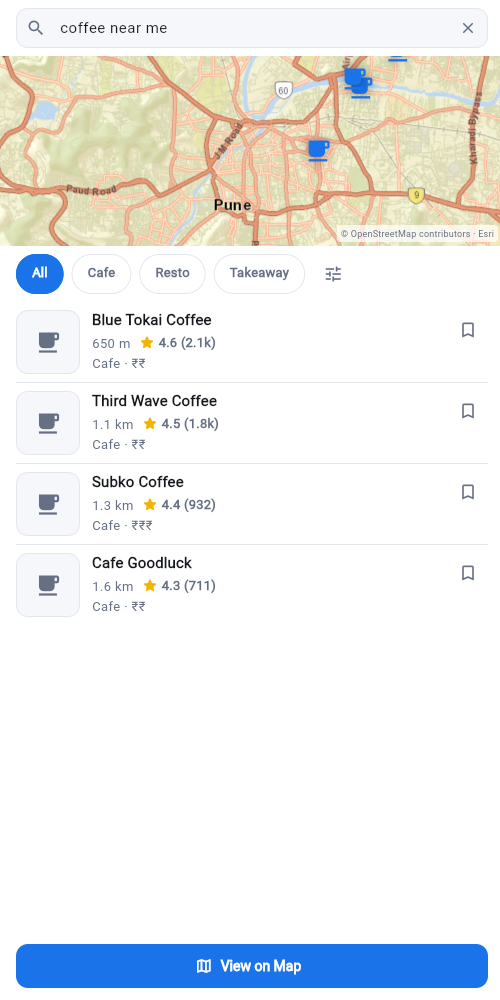 coffee near me
Air
60
J M Road
Kharadi Bypass
Paud Road
9
Pune
© OpenStreetMap contributors · Esri
All
Cafe
Resto
Takeaway
Blue Tokai Coffee
650 m ★ 4.6 (2.1k)
Cafe · ₹₹
Third Wave Coffee
1.1 km ★ 4.5 (1.8k)
Cafe · ₹₹
Subko Coffee
1.3 km ★ 4.4 (932)
Cafe · ₹₹₹
Cafe Goodluck
1.6 km ★ 4.3 (711)
Cafe · ₹₹
View on Map